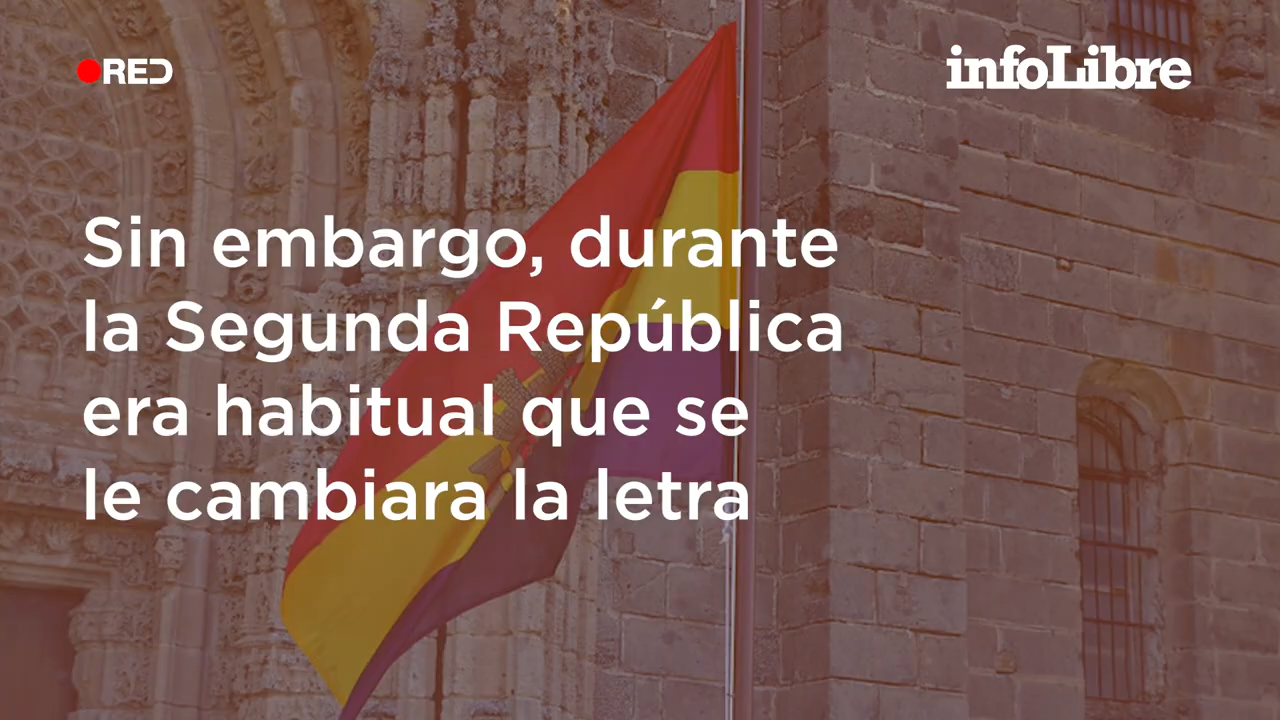 RED
infoLibre
Sin embargo, durante
la Segunda República
era habitual que se
le cambiara la letra